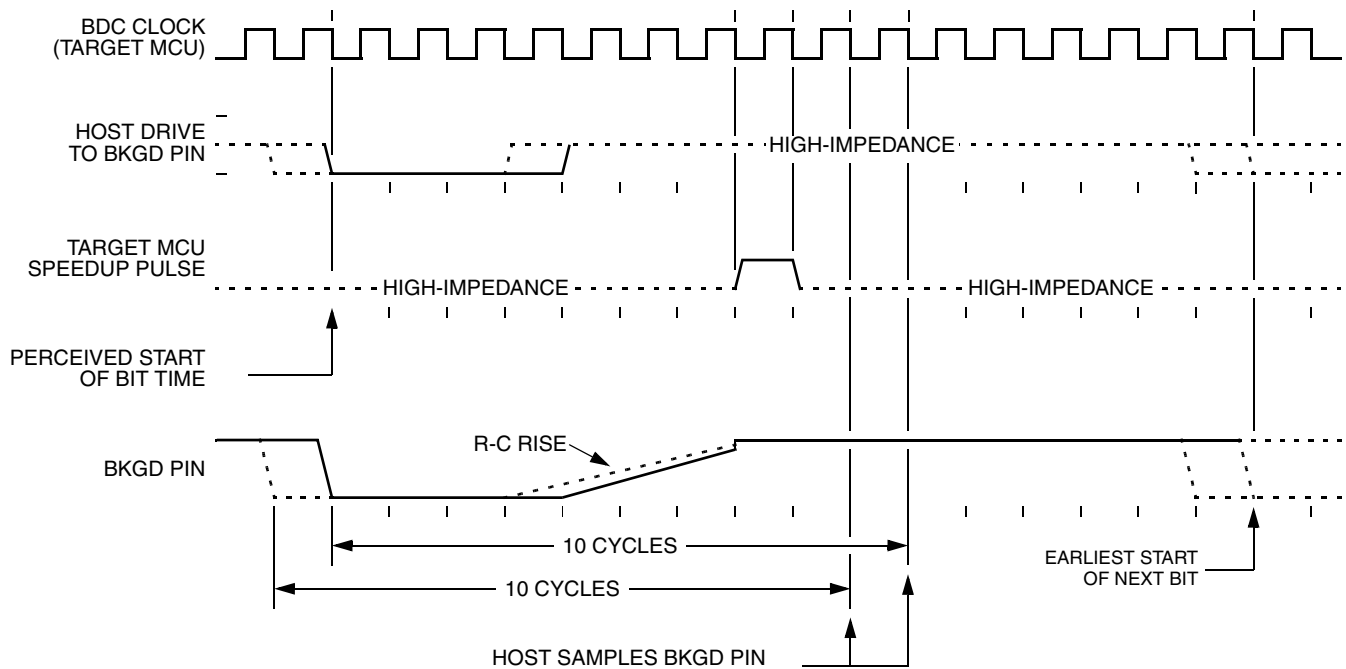 BDC CLOCK
(TARGET MCU)
HOST DRIVE
TO BKGD PIN
HIGH-IMPEDANCE
TARGET MCU
SPEEDUP PULSE
HIGH-IMPEDANCE
HIGH-IMPEDANCE
PERCEIVED START
OF BIT TIME
R-C RISE
BKGD PIN
10 CYCLES
10 CYCLES
EARLIEST START
OF NEXT BIT
HOST SAMPLES BKGD PIN